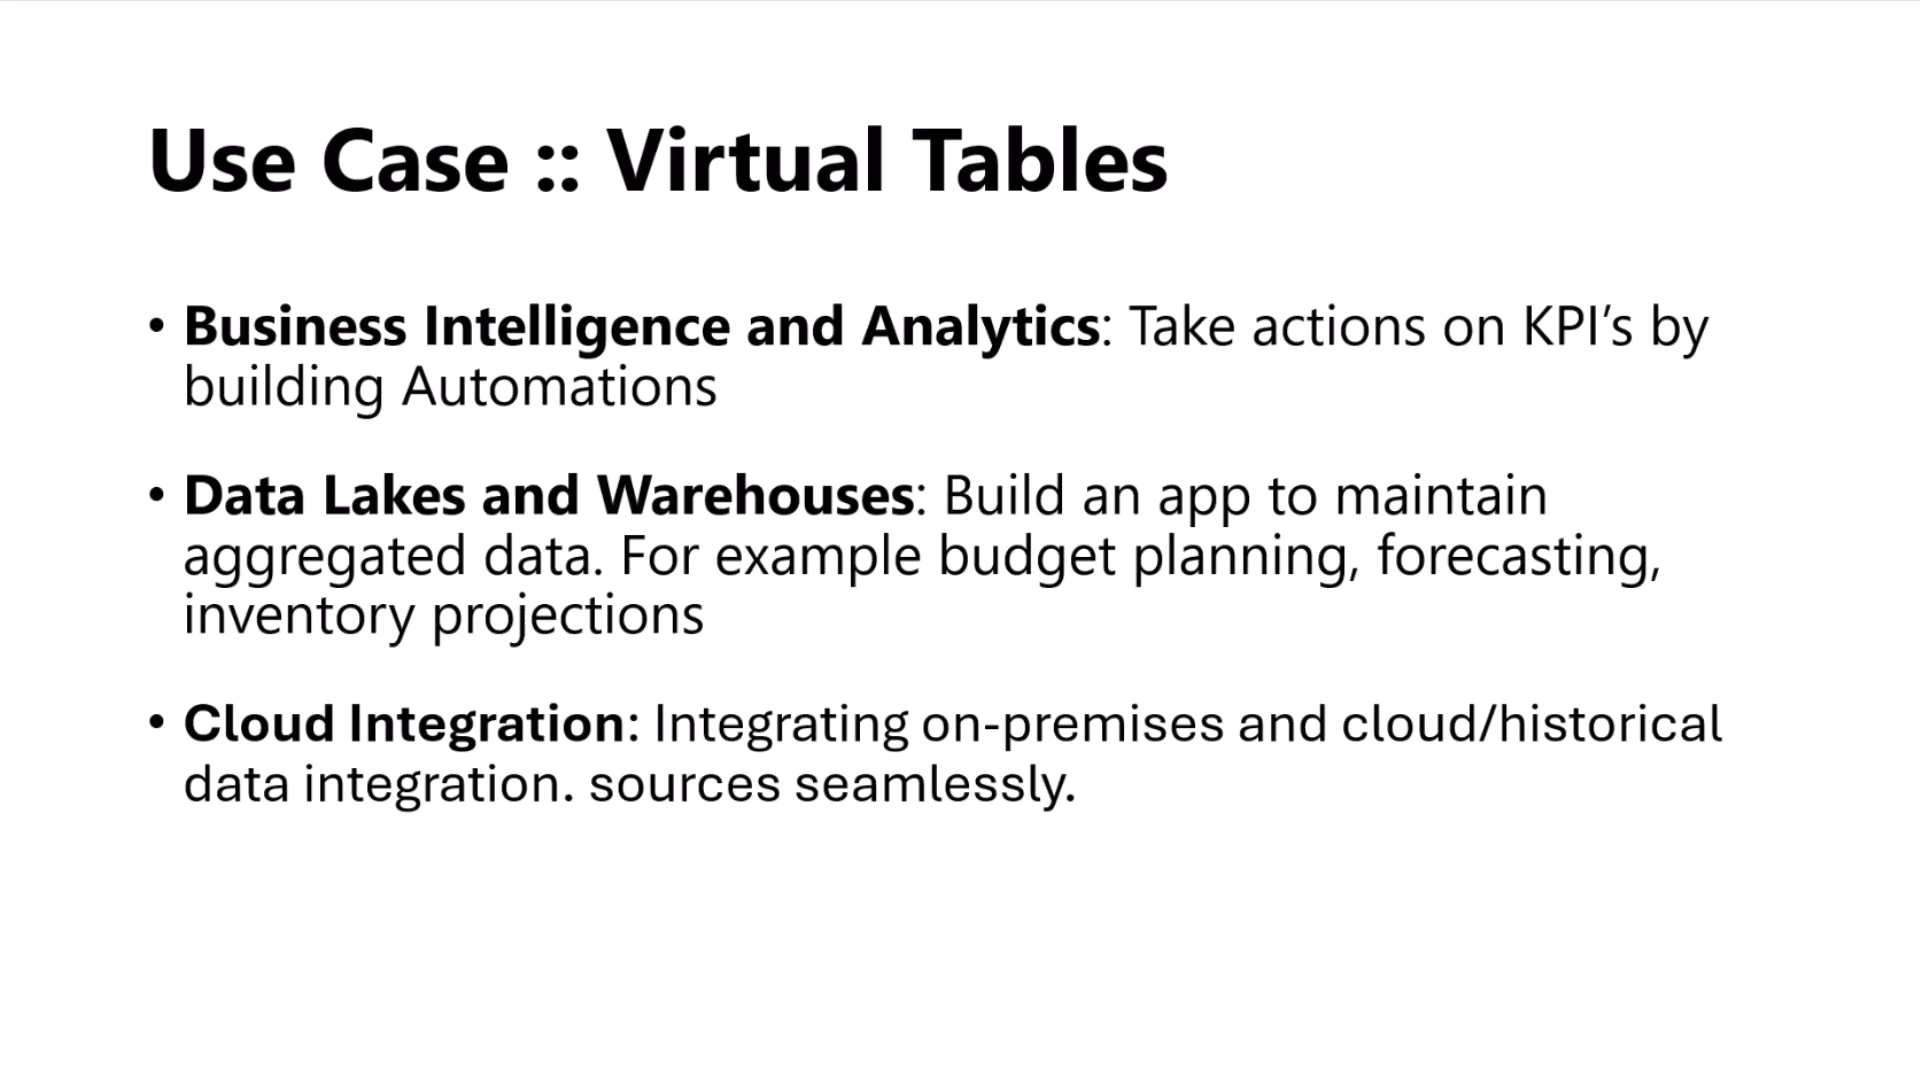 Use Case :: Virtual Tables
• Business Intelligence and Analytics: Take actions on KPI’s by
building Automations
• Data Lakes and Warehouses: Build an app to maintain
aggregated data. For example budget planning, forecasting,
inventory projections
• Cloud Integration: Integrating on-premises and cloud/historical
data integration. sources seamlessly.